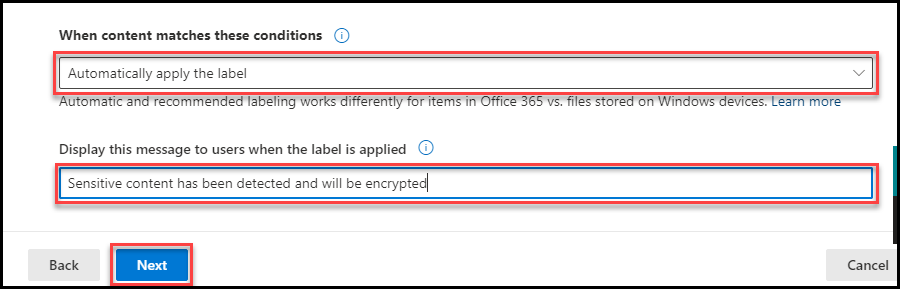 When content matches these conditions
Automatically apply the label
Automatic and recommended labeling works differently for items in Office 365 vs. files stored on Windows devices. Learn more
Display this message to users when the label is applied
Sensitive content has been detected and will be encrypted
Back Next Cancel